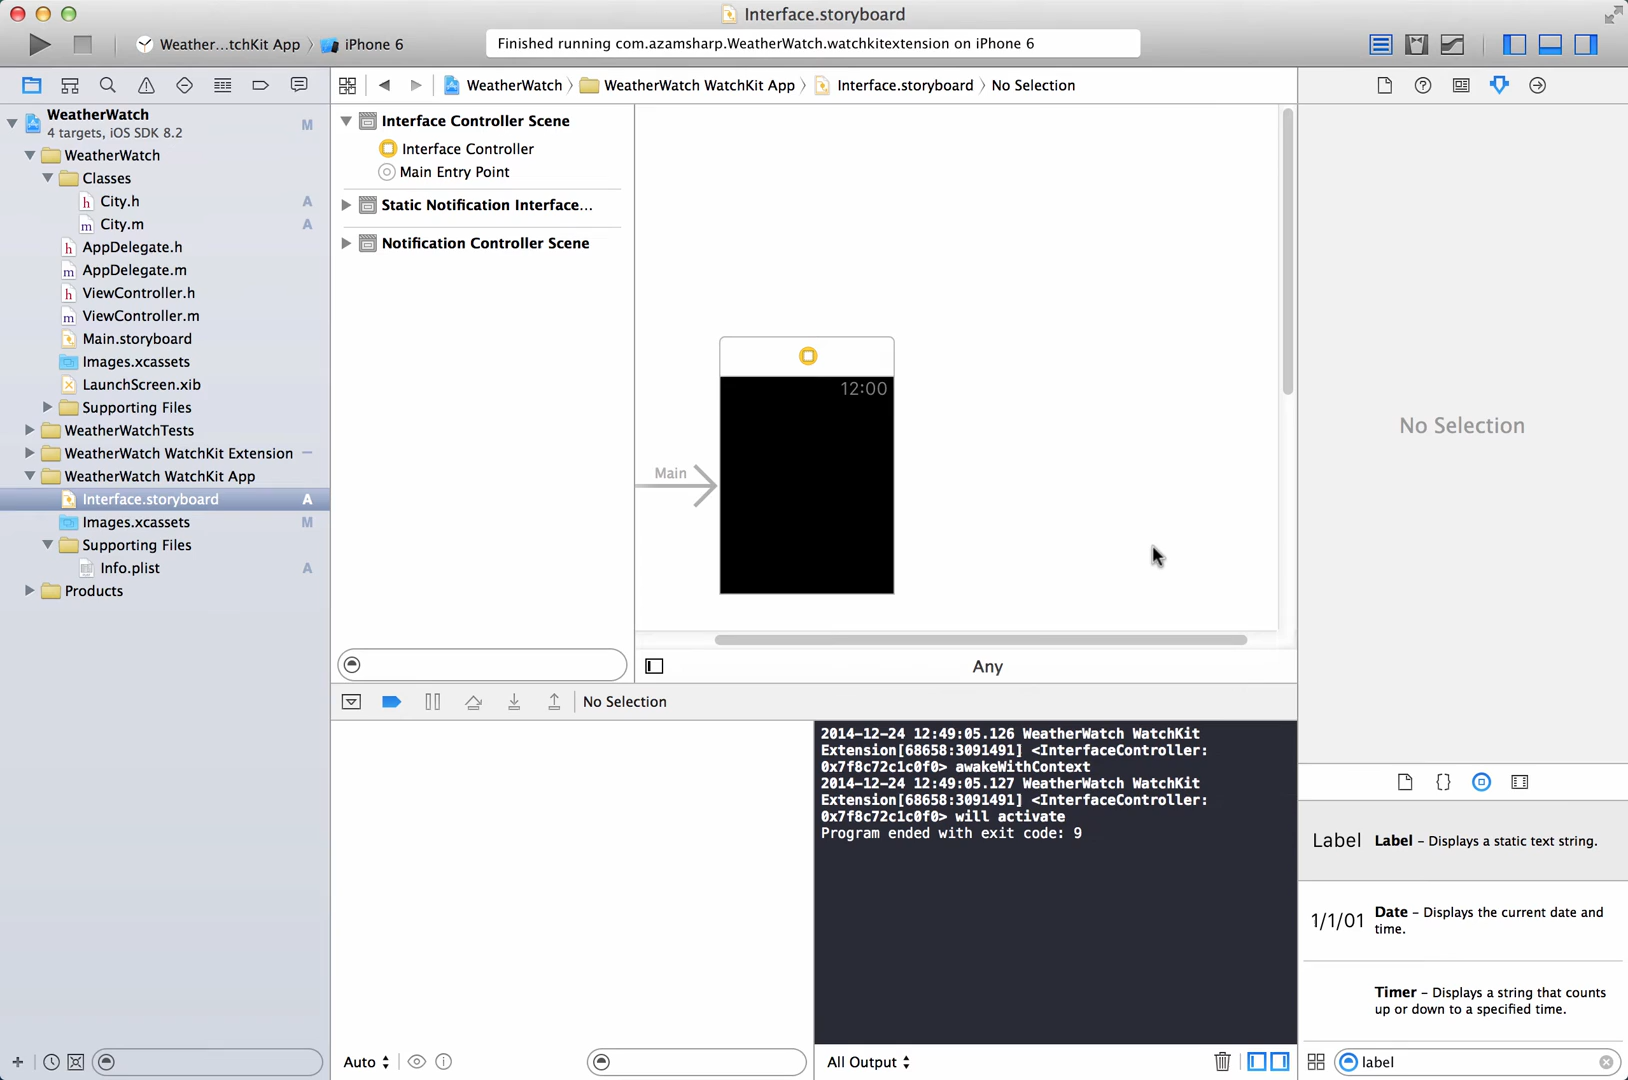 Interface.storyboard
Weather...tchKit App 〉 iPhone 6
Finished running com.azamsharp.WeatherWatch.watchkitextension on iPhone 6
WeatherWatch 〉 WeatherWatch WatchKit App 〉 Interface.storyboard 〉 No Selection
WeatherWatch
4 targets, iOS SDK 8.2
M
WeatherWatch
Classes
City.h A
City.m A
AppDelegate.h
AppDelegate.m
ViewController.h
ViewController.m
Main.storyboard
Images.xcassets
LaunchScreen.xib
Supporting Files
WeatherWatchTests
WeatherWatch WatchKit Extension
WeatherWatch WatchKit App
Interface.storyboard A
Images.xcassets M
Supporting Files
Info.plist A
Products
Interface Controller Scene
Interface Controller
Main Entry Point
Static Notification Interface...
Notification Controller Scene
12:00
Main
Any
No Selection
No Selection
2014-12-24 12:49:05.126 WeatherWatch WatchKit
Extension[68658:3091491] <InterfaceController:
0x7f8c72c1c0f0> awakeWithContext
2014-12-24 12:49:05.127 WeatherWatch WatchKit
Extension[68658:3091491] <InterfaceController:
0x7f8c72c1c0f0> will activate
Program ended with exit code: 9
Auto
All Output
Label Label – Displays a static text string.
1/1/01 Date – Displays the current date and
time.
Timer – Displays a string that counts
up or down to a specified time.
label